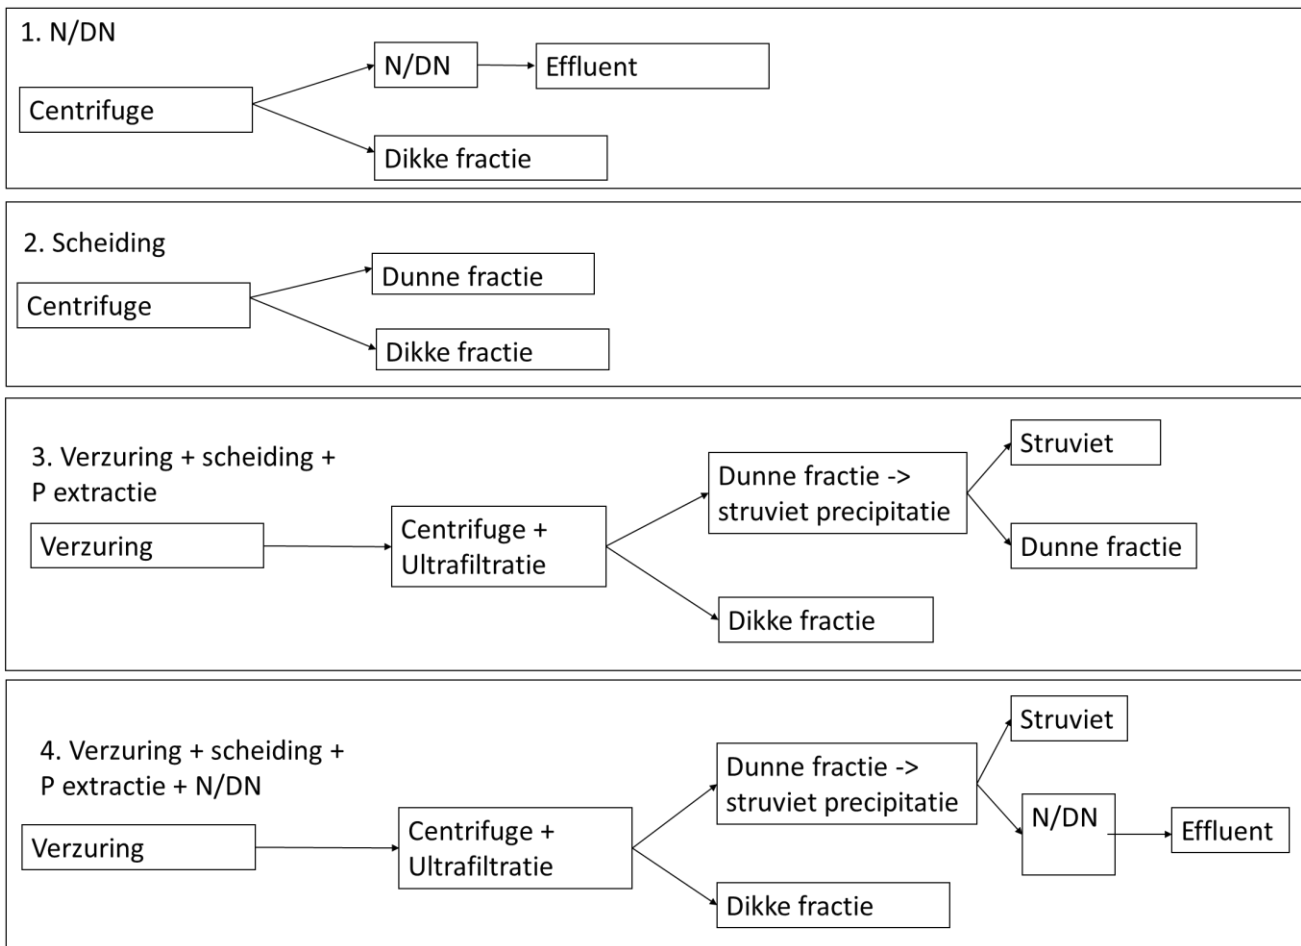 1. N/DN
N/DN
Effluent
Centrifuge
Dikke fractie
2. Scheiding
Dunne fractie
Centrifuge
Dikke fractie
3. Verzuring + scheiding +
P extractie
Verzuring
Centrifuge +
Ultrafiltratie
Dunne fractie ->
struviet precipitatie
Struviet
Dunne fractie
Dikke fractie
4. Verzuring + scheiding +
P extractie + N/DN
Verzuring
Centrifuge +
Ultrafiltratie
Dunne fractie ->
struviet precipitatie
Struviet
N/DN
Effluent
Dikke fractie